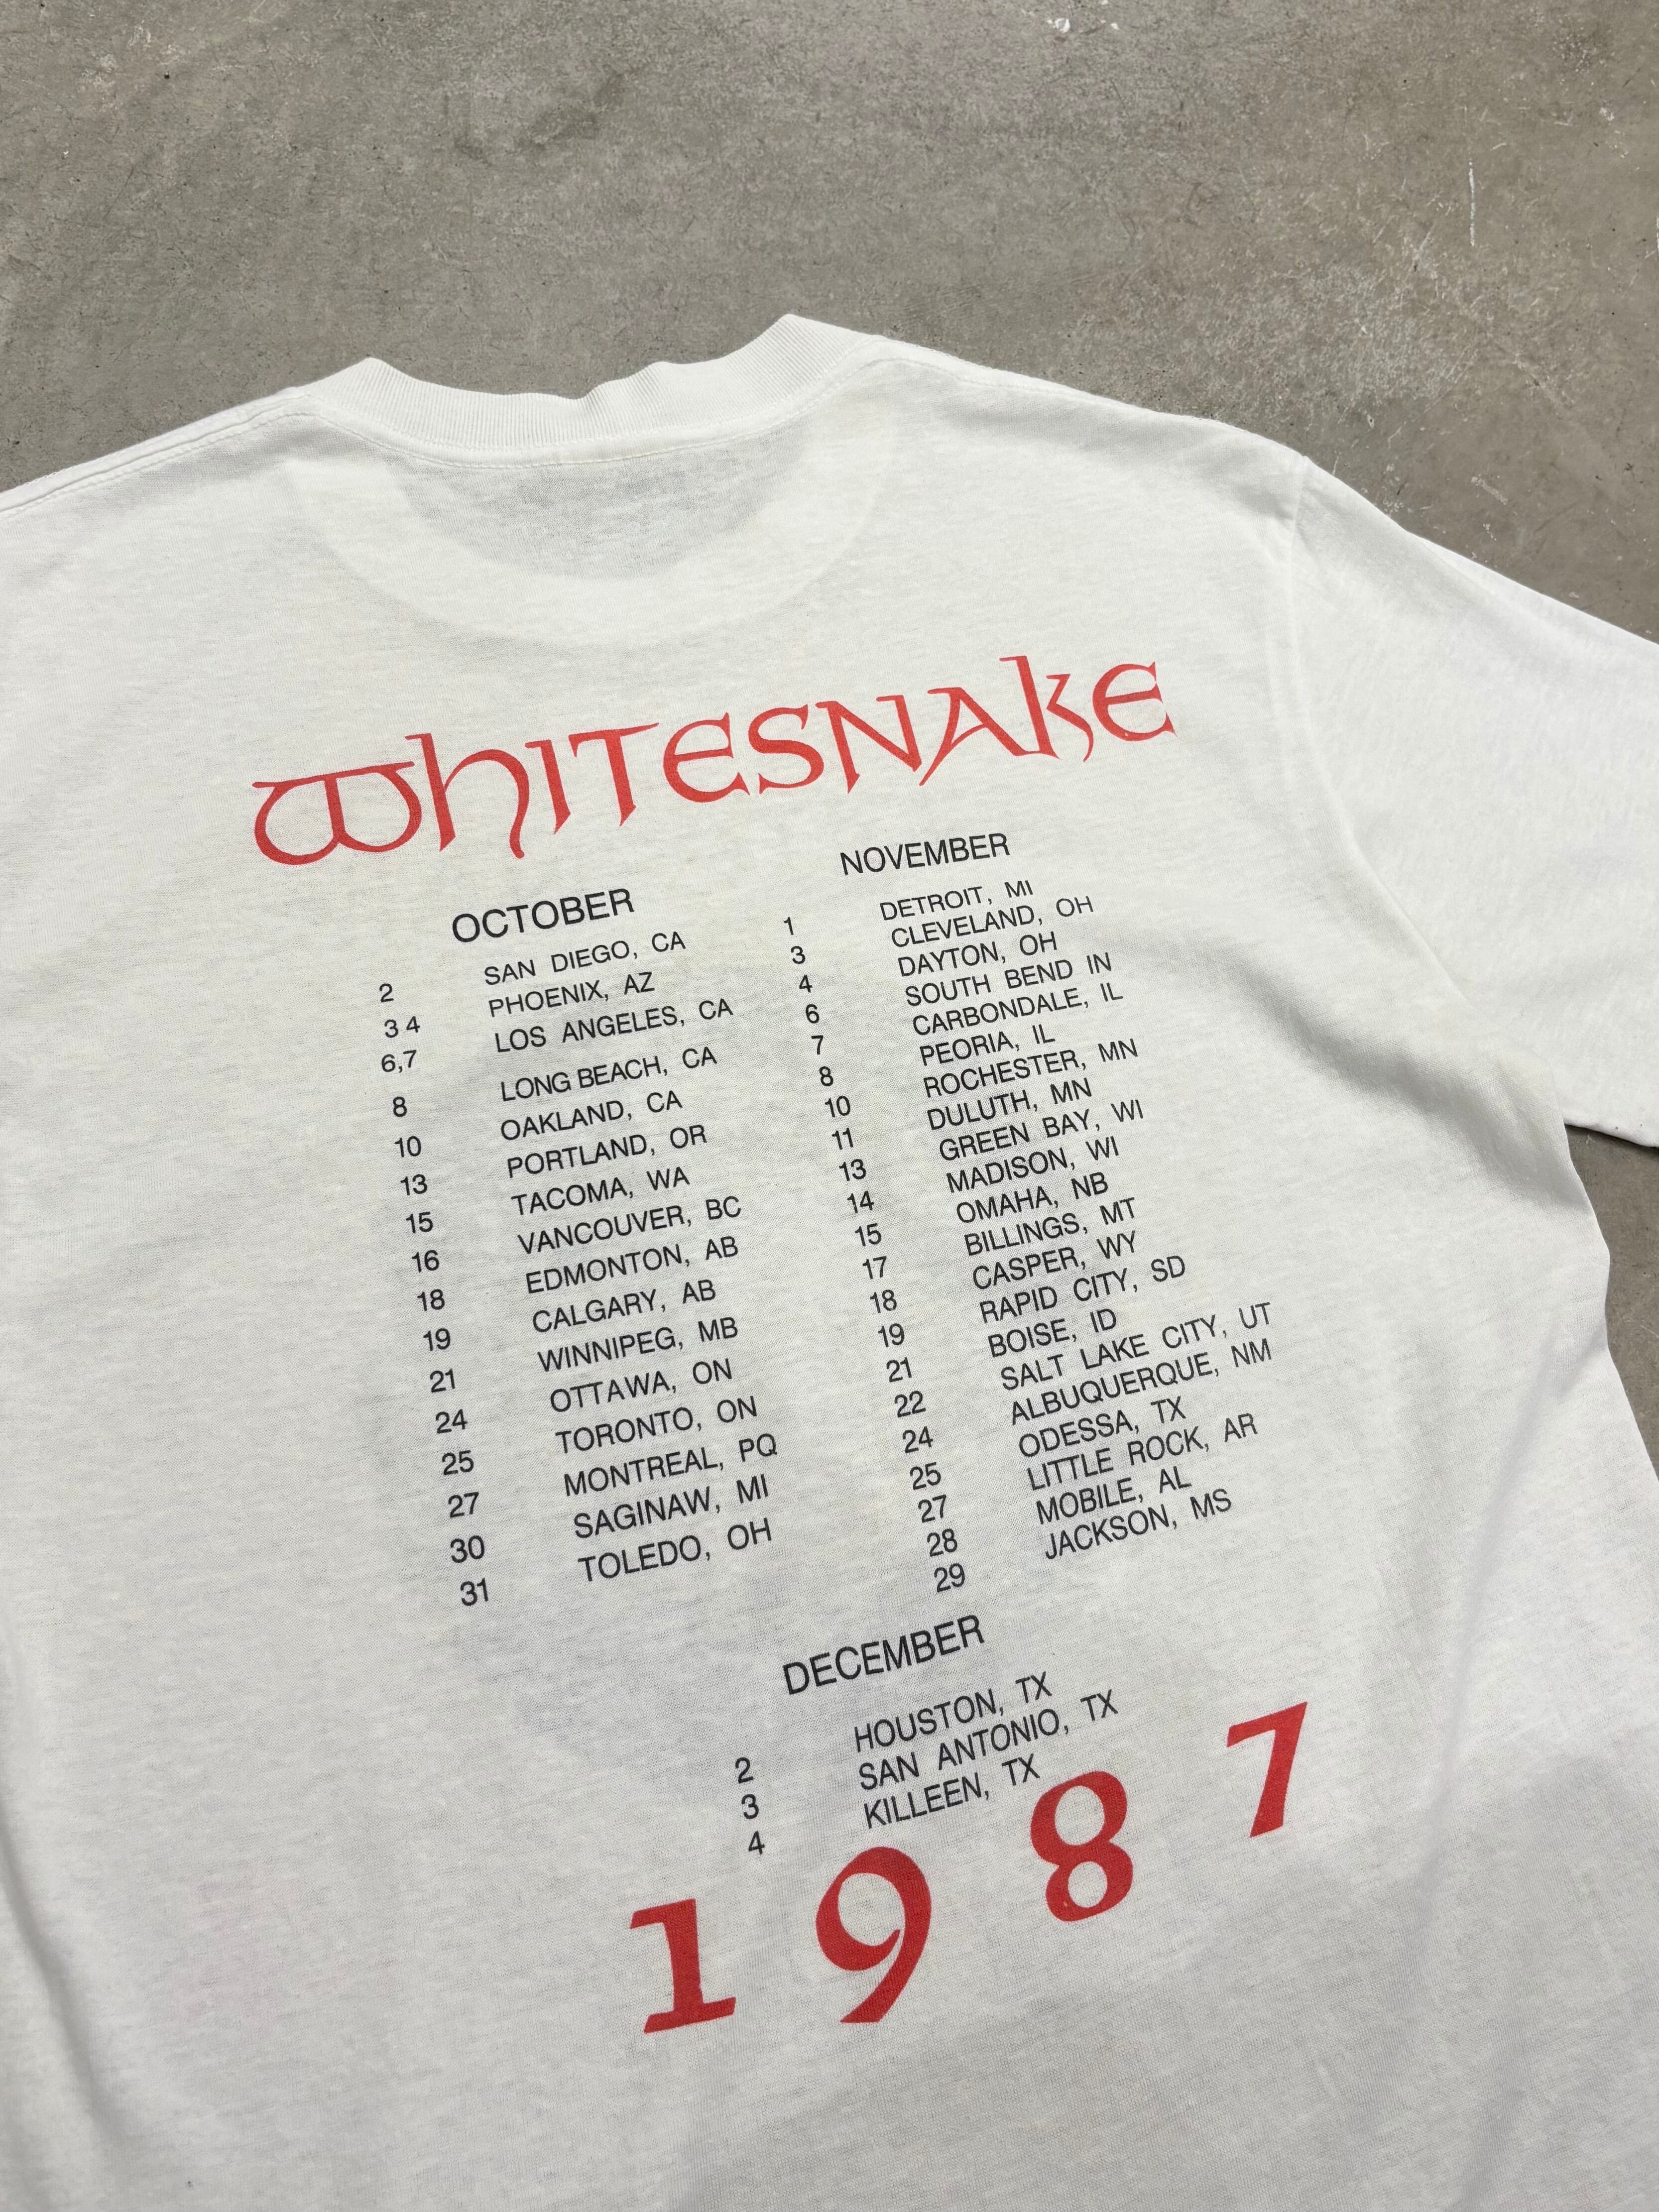 WHITESNAKE
OCTOBER
2 SAN DIEGO, CA
3 4 PHOENIX, AZ
6,7 LOS ANGELES, CA
8 LONG BEACH, CA
10 OAKLAND, CA
13 PORTLAND, OR
15 TACOMA, WA
16 VANCOUVER, BC
18 EDMONTON, AB
19 CALGARY, AB
21 WINNIPEG, MB
24 OTTAWA, ON
25 TORONTO, ON
27 MONTREAL, PQ
30 SAGINAW, MI
31 TOLEDO, OH
NOVEMBER
1 DETROIT, MI
3 CLEVELAND, OH
4 DAYTON, OH
6 SOUTH BEND IN
7 CARBONDALE, IL
8 PEORIA, IL
10 ROCHESTER, MN
11 DULUTH, MN
13 GREEN BAY, WI
14 MADISON, WI
15 OMAHA, NB
17 BILLINGS, MT
18 CASPER, WY
19 RAPID CITY, SD
21 BOISE, ID
22 SALT LAKE CITY, UT
24 ALBUQUERQUE, NM
25 ODESSA, TX
27 LITTLE ROCK, AR
28 MOBILE, AL
29 JACKSON, MS
DECEMBER
2 HOUSTON, TX
3 SAN ANTONIO, TX
4 KILLEEN, TX
1987